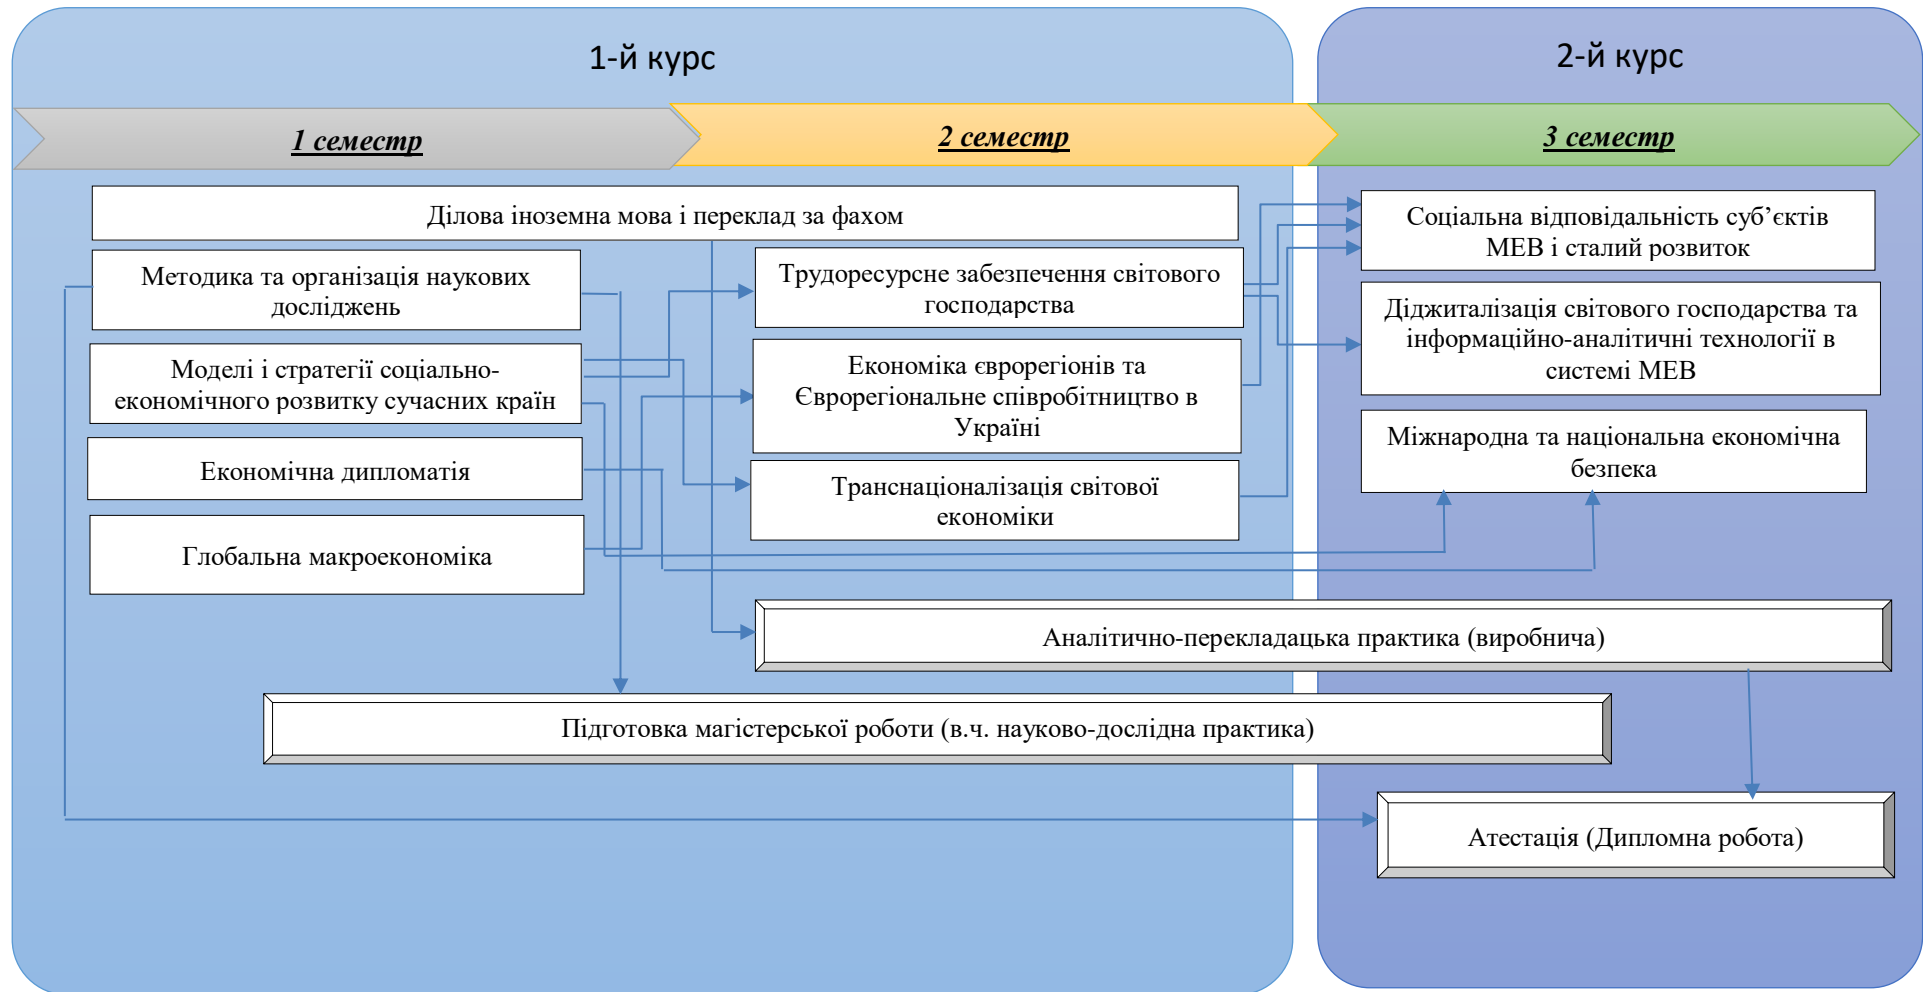 1-й курс
2-й курс
1 семестр
2 семестр
3 семестр
Ділова іноземна мова і переклад за фахом
Методика та організація наукових
досліджень
Моделі і стратегії соціально-
економічного розвитку сучасних країн
Економічна дипломатія
Глобальна макроекономіка
Трудоресурсне забезпечення світового
господарства
Економіка єврорегіонів та
Єврорегіональне співробітництво в
Україні
Транснаціоналізація світової
економіки
Соціальна відповідальність суб’єктів
МЕВ і сталий розвиток
Діджиталізація світового господарства та
інформаційно-аналітичні технології в
системі МЕВ
Міжнародна та національна економічна
безпека
Аналітично-перекладацька практика (виробнича)
Підготовка магістерської роботи (в.ч. науково-дослідна практика)
Атестація (Дипломна робота)